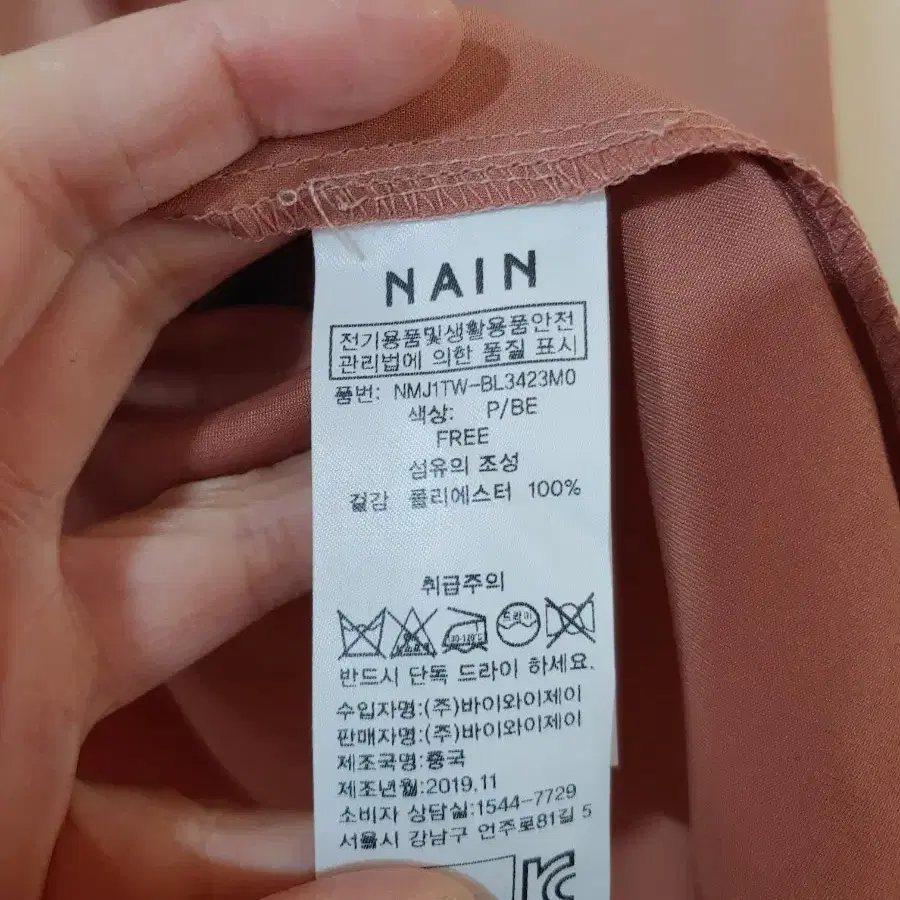 NAIN
전기용품및생활용품안전
관리법에 의한 품질 표시
품번: NMJ1TW-BL3423M0
색상: P/BE
FREE
섬유의 조성
겉감 폴리에스터 100%
취급주의
드라이
반드시 단독 드라이 하세요.
수입자명:(주)바이와이제이
판매자명:(주)바이와이제이
제조국명:중국
제조년월:2019.11
소비자 상담실:1544-7729
서울시 강남구 언주로81길 5